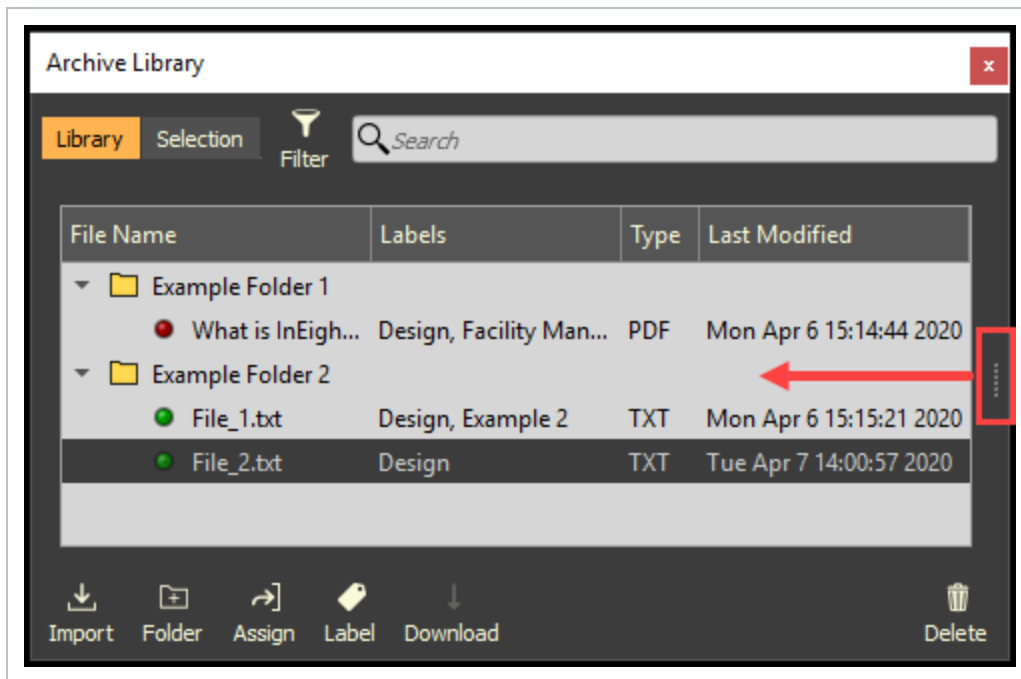 Archive Library
x
Library Selection Filter Search
File Name Labels Type Last Modified
Example Folder 1
What is InEigh... Design, Facility Man... PDF Mon Apr 6 15:14:44 2020
Example Folder 2
File_1.txt Design, Example 2 TXT Mon Apr 6 15:15:21 2020
File_2.txt Design TXT Tue Apr 7 14:00:57 2020
Import Folder Assign Label Download Delete